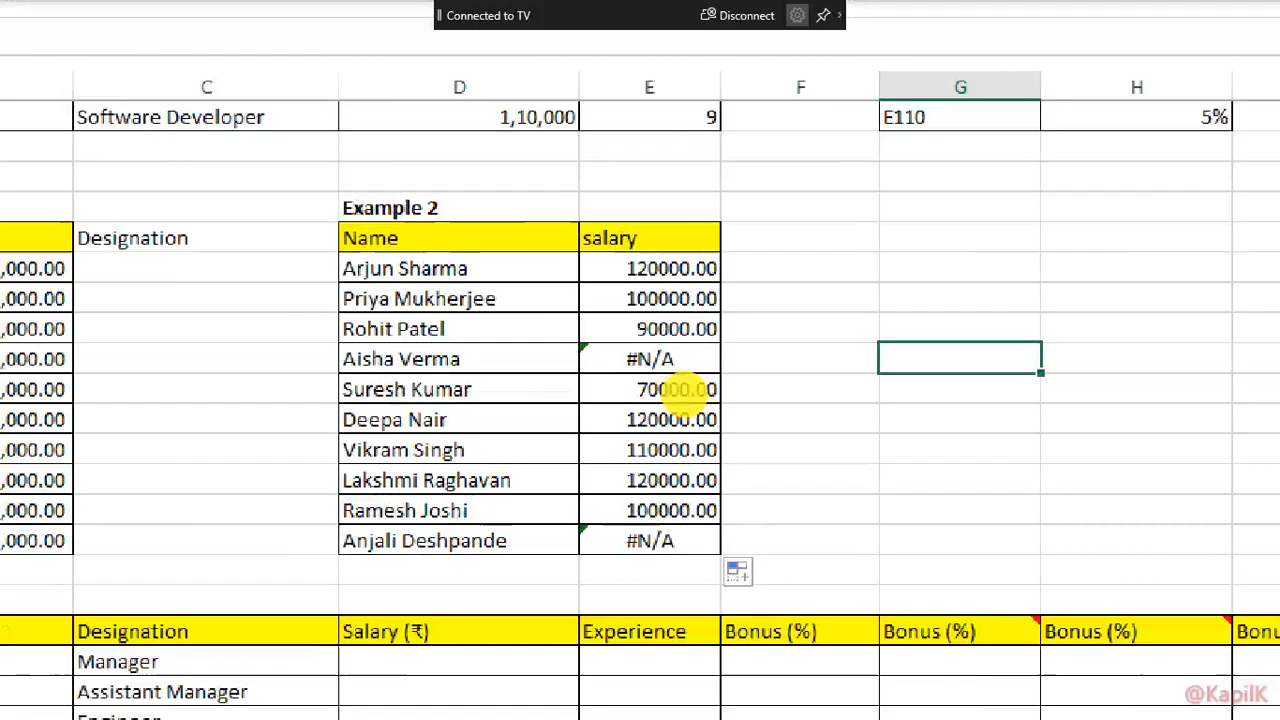 Connected to TV Disconnect
C D E F G H
Software Developer 1,10,000 9 E110 5%
Example 2
Designation Name salary
,000.00 Arjun Sharma 120000.00
,000.00 Priya Mukherjee 100000.00
,000.00 Rohit Patel 90000.00
,000.00 Aisha Verma #N/A
,000.00 Suresh Kumar 70000.00
,000.00 Deepa Nair 120000.00
,000.00 Vikram Singh 110000.00
,000.00 Lakshmi Raghavan 120000.00
,000.00 Ramesh Joshi 100000.00
,000.00 Anjali Deshpande #N/A
Designation Salary (₹) Experience Bonus (%) Bonus (%) Bonus (%) Bonu
Manager
Assistant Manager
@KapilK